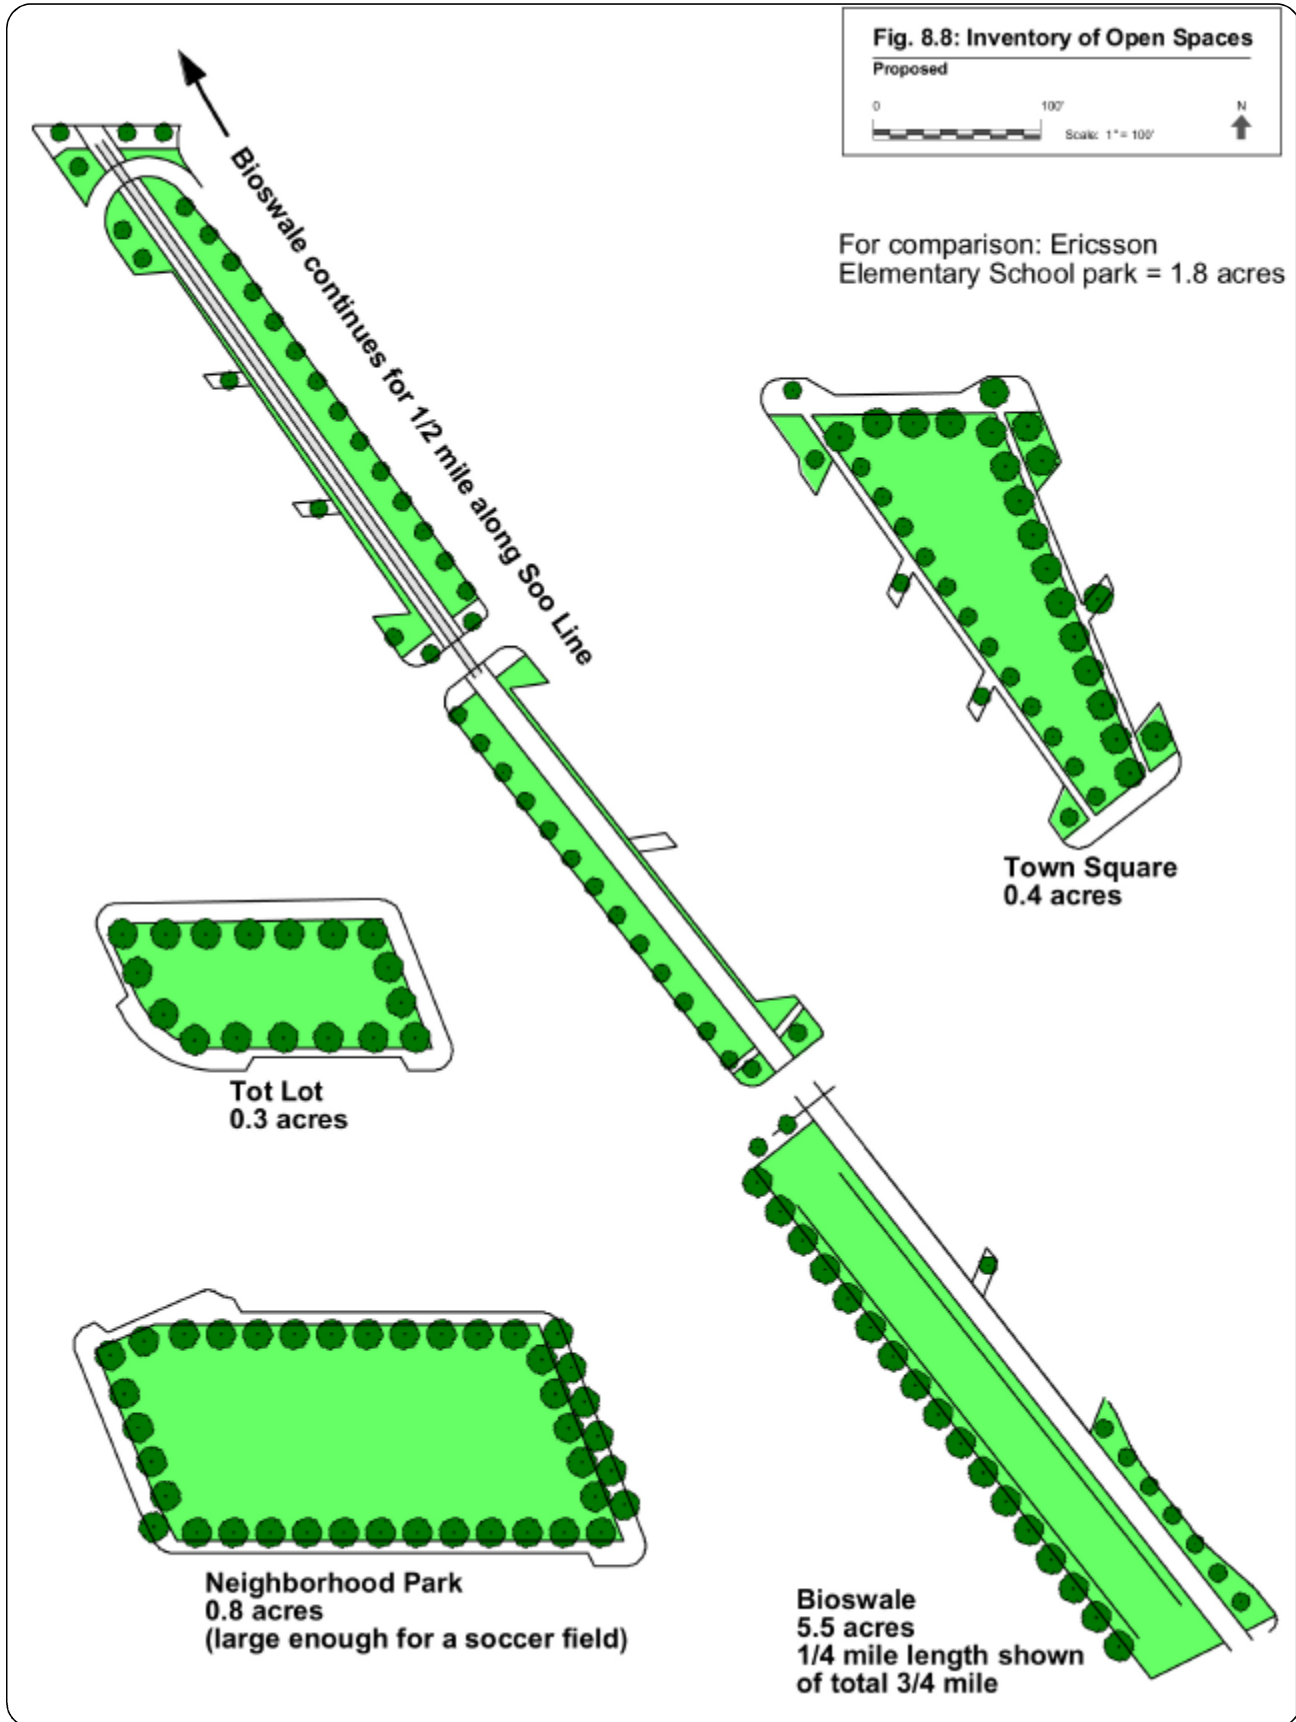 Fig. 8.8: Inventory of Open Spaces
Proposed
0 100'
Scale: 1" = 100'
N
Bioswale continues for 1/2 mile along Soo Line
For comparison: Ericsson
Elementary School park = 1.8 acres
Town Square
0.4 acres
Tot Lot
0.3 acres
Neighborhood Park
0.8 acres
(large enough for a soccer field)
Bioswale
5.5 acres
1/4 mile length shown
of total 3/4 mile